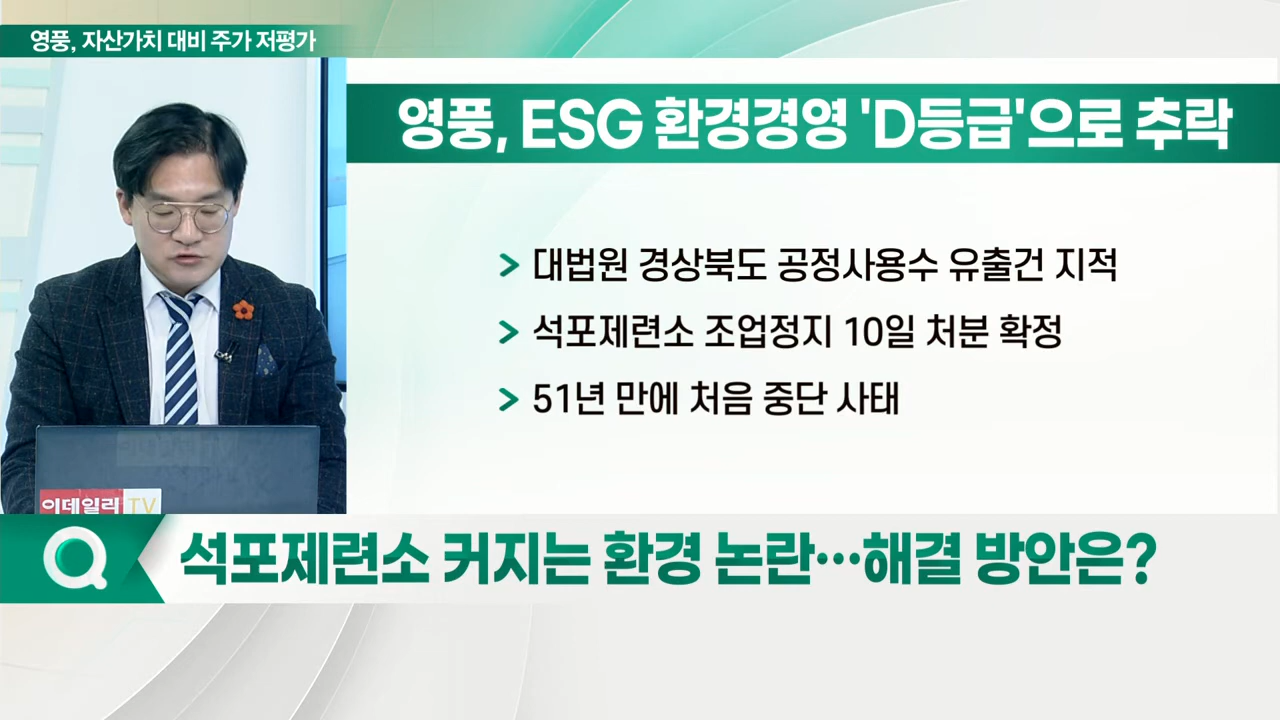 영풍, 자산가치 대비 주가 저평가
영풍, ESG 환경경영 'D등급'으로 추락
> 대법원 경상북도 공정사용수 유출건 지적
> 석포제련소 조업정지 10일 처분 확정
> 51년 만에 처음 중단 사태
이데일리 TV
Q 석포제련소 커지는 환경 논란…해결 방안은?